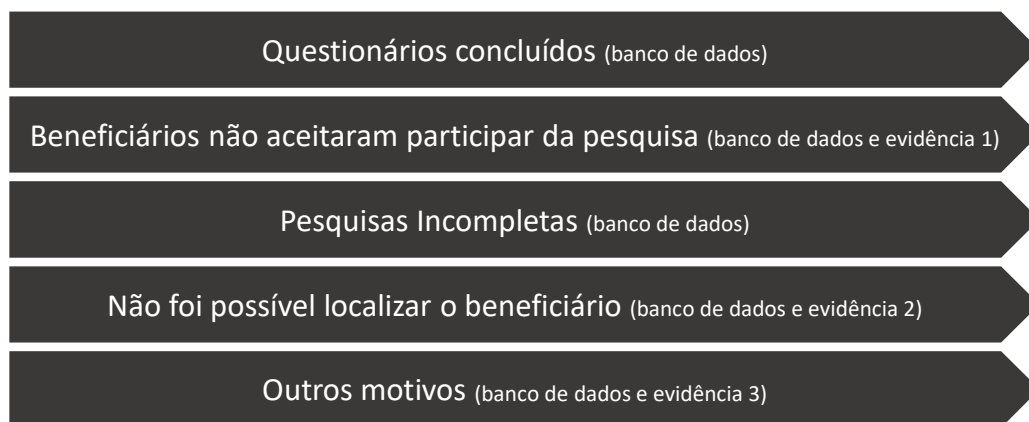 Questionários concluídos (banco de dados)
Beneficiários não aceitaram participar da pesquisa (banco de dados e evidência 1)
Pesquisas Incompletas (banco de dados)
Não foi possível localizar o beneficiário (banco de dados e evidência 2)
Outros motivos (banco de dados e evidência 3)